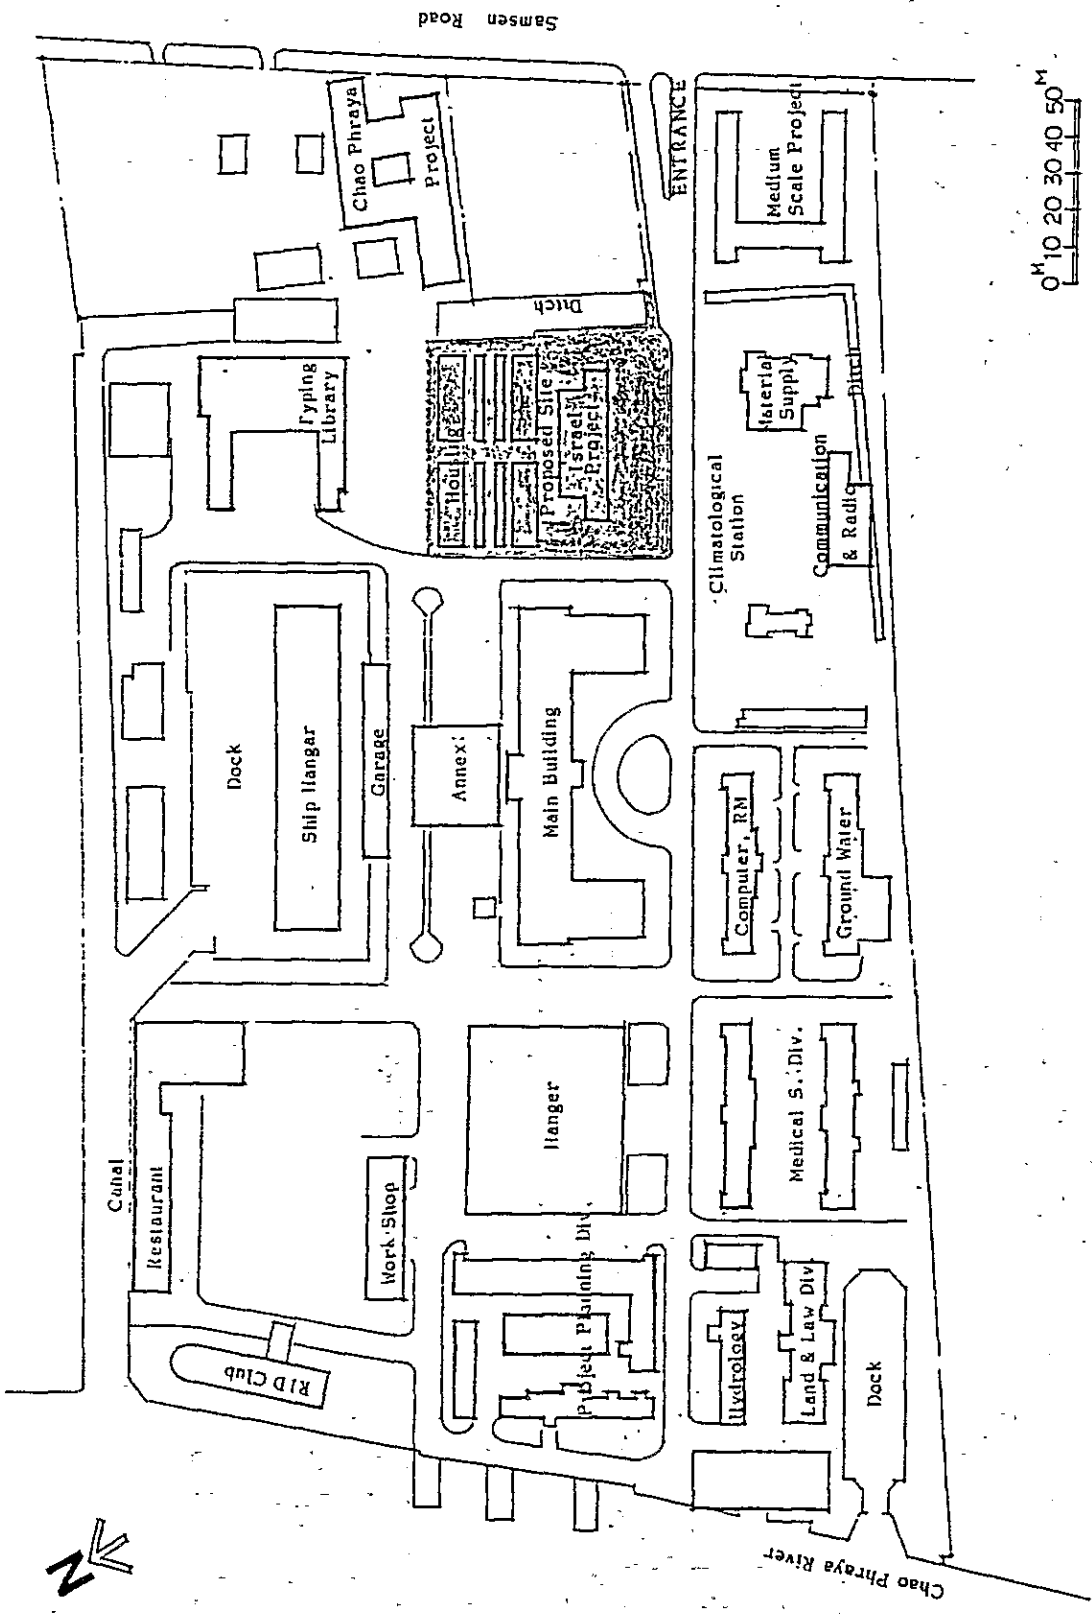 Samsen Road
Chao Phraya
Project
ENTRANCE
Medium
Scale Project
0M 10 20 30 40 50M
Ditch
Typing
Library
Housing
Proposed Site
Israel
Project
Material
Supply
Ditch
Climatological
Station
Communication
& Radio
Dock
Ship Hangar
Garage
Annex
Main Building
Computer, RM
Ground Water
Canal
Restaurant
Work Shop
Hanger
Medical S. Div.
Project Planning Div.
RID Club
Hydrology
Land & Law Div.
Dock
N
Chao Phraya River